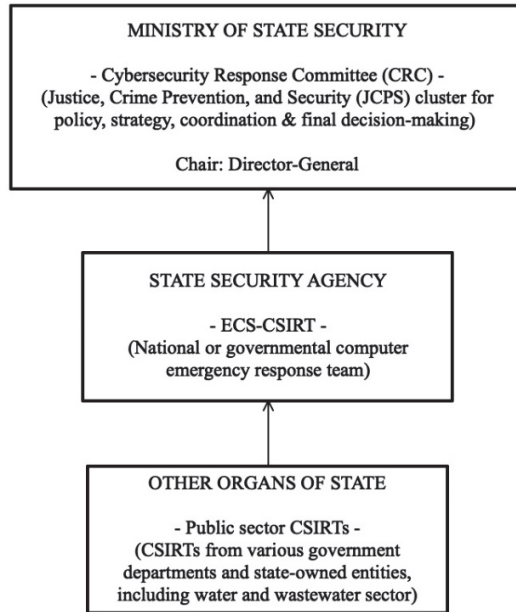 MINISTRY OF STATE SECURITY
- Cybersecurity Response Committee (CRC) -
(Justice, Crime Prevention, and Security (JCPS) cluster for
policy, strategy, coordination & final decision-making)
Chair: Director-General
STATE SECURITY AGENCY
- ECS-CSIRT -
(National or governmental computer
emergency response team)
OTHER ORGANS OF STATE
- Public sector CSIRTs -
(CSIRTs from various government
departments and state-owned entities,
including water and wastewater sector)